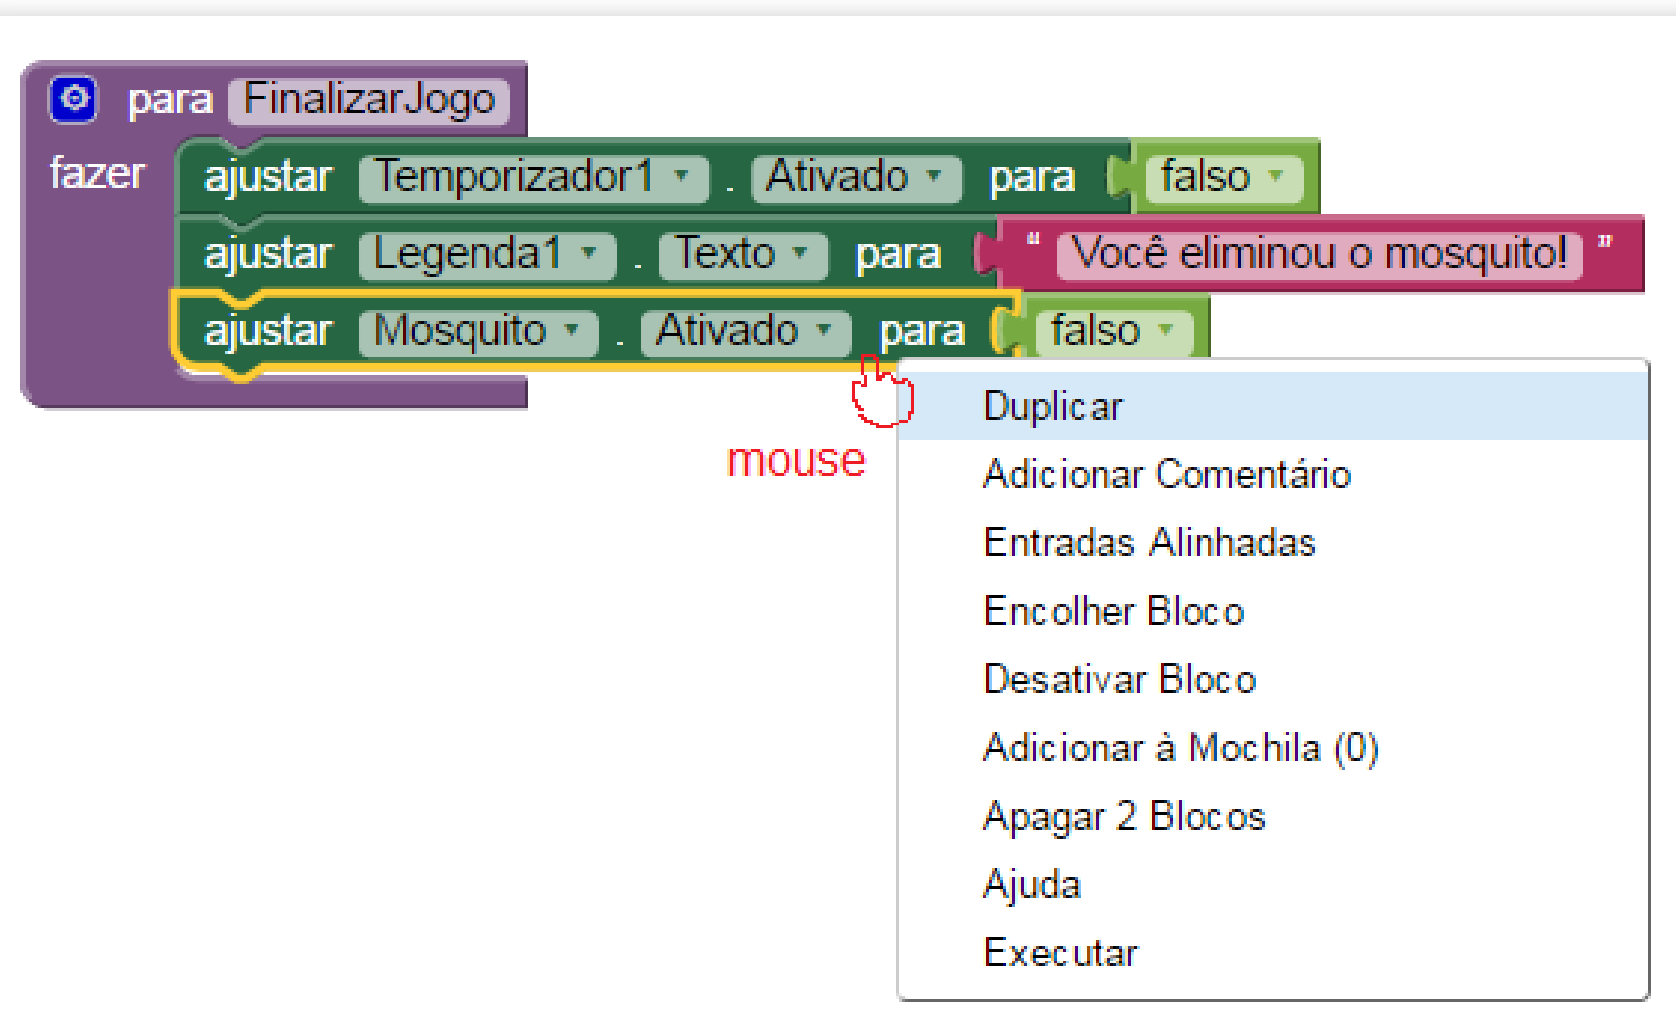 para FinalizarJogo
fazer ajustar Temporizador1 . Ativado para falso
ajustar Legenda1 . Texto para “ Você eliminou o mosquito! ”
ajustar Mosquito . Ativado para falso
mouse
Duplicar
Adicionar Comentário
Entradas Alinhadas
Encolher Bloco
Desativar Bloco
Adicionar à Mochila (0)
Apagar 2 Blocos
Ajuda
Executar